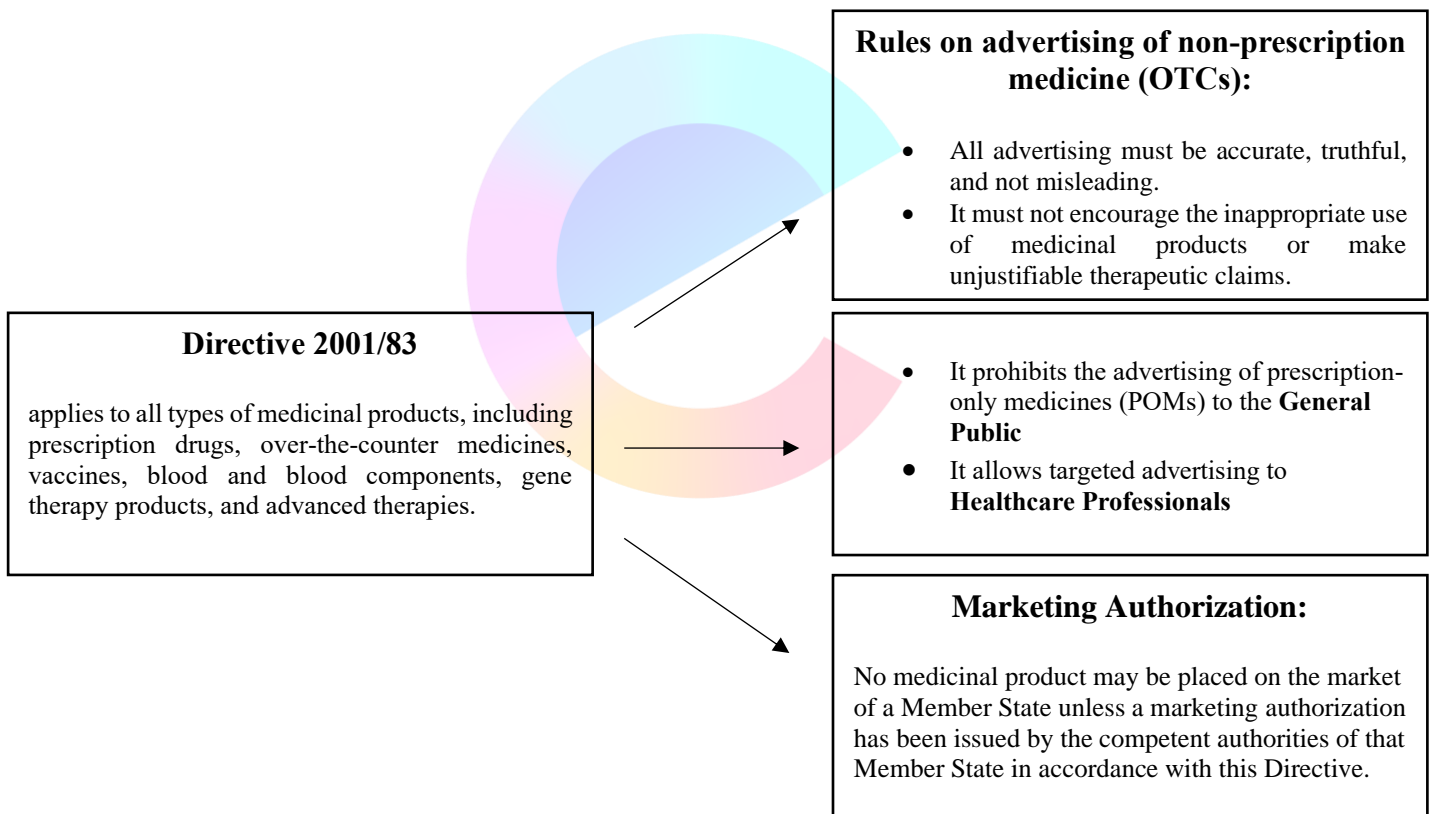 Directive 2001/83
applies to all types of medicinal products, including
prescription drugs, over-the-counter medicines,
vaccines, blood and blood components, gene
therapy products, and advanced therapies.
Rules on advertising of non-prescription
medicine (OTCs):
• All advertising must be accurate, truthful,
and not misleading.
• It must not encourage the inappropriate use
of medicinal products or make
unjustifiable therapeutic claims.
• It prohibits the advertising of prescription-
only medicines (POMs) to the General
Public
• It allows targeted advertising to
Healthcare Professionals
Marketing Authorization:
No medicinal product may be placed on the market
of a Member State unless a marketing authorization
has been issued by the competent authorities of that
Member State in accordance with this Directive.